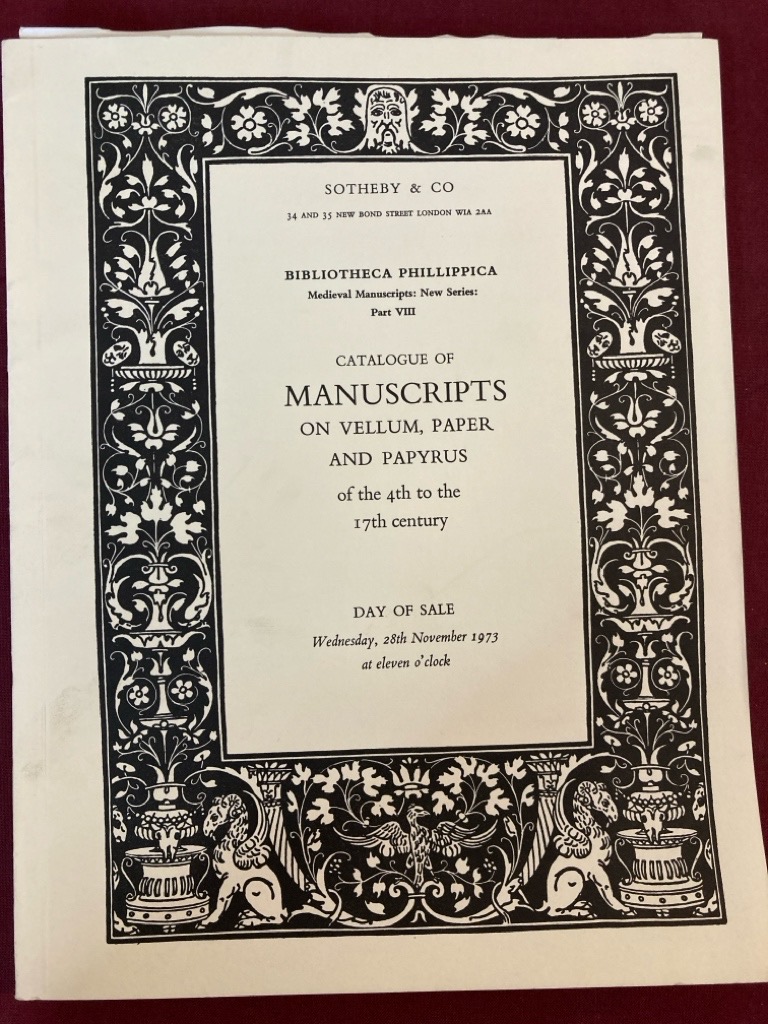 SOTHEBY & CO
34 AND 35 NEW BOND STREET LONDON W1A 2AA
BIBLIOTHECA PHILLIPPICA
Medieval Manuscripts: New Series:
Part VIII
CATALOGUE OF
MANUSCRIPTS
ON VELLUM, PAPER
AND PAPYRUS
of the 4th to the
17th century
DAY OF SALE
Wednesday, 28th November 1973
at eleven o'clock